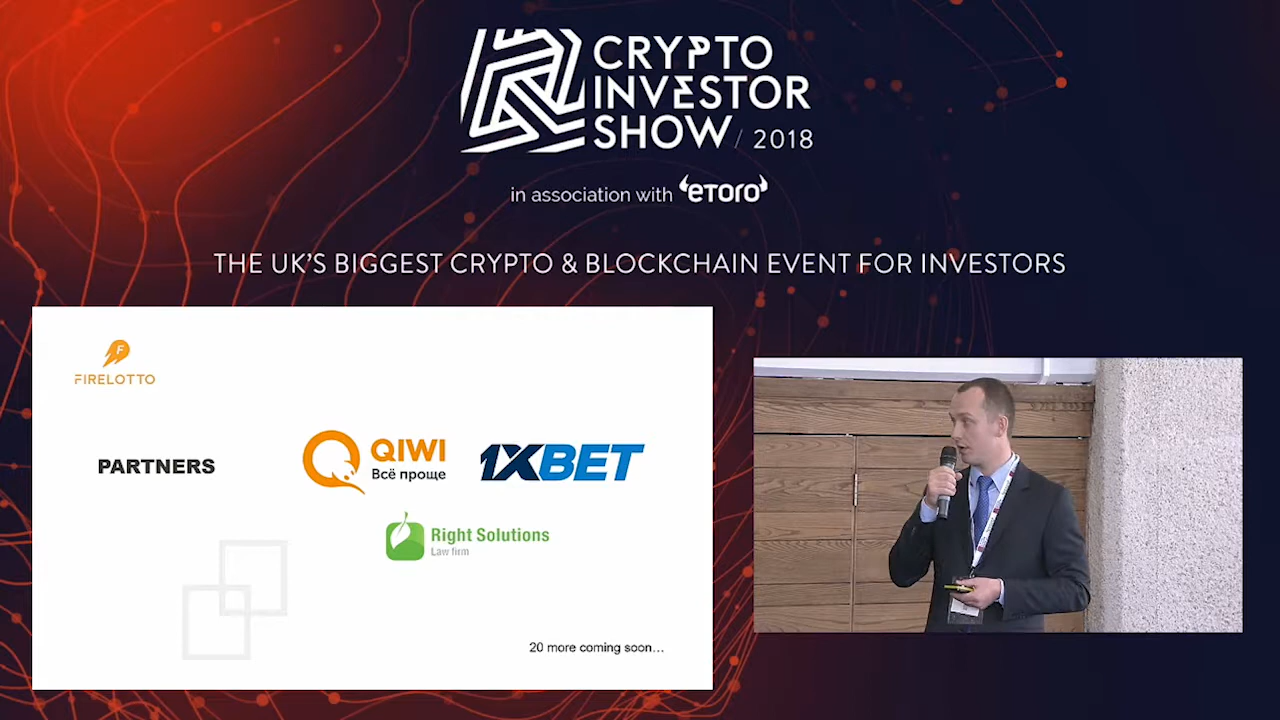 CRYPTO
INVESTOR
SHOW / 2018
in association with eToro
THE UK'S BIGGEST CRYPTO & BLOCKCHAIN EVENT FOR INVESTORS
F
FIRELOTTO
PARTNERS
QIWI
Всё проще
1XBET
Right Solutions
Law firm
20 more coming soon...